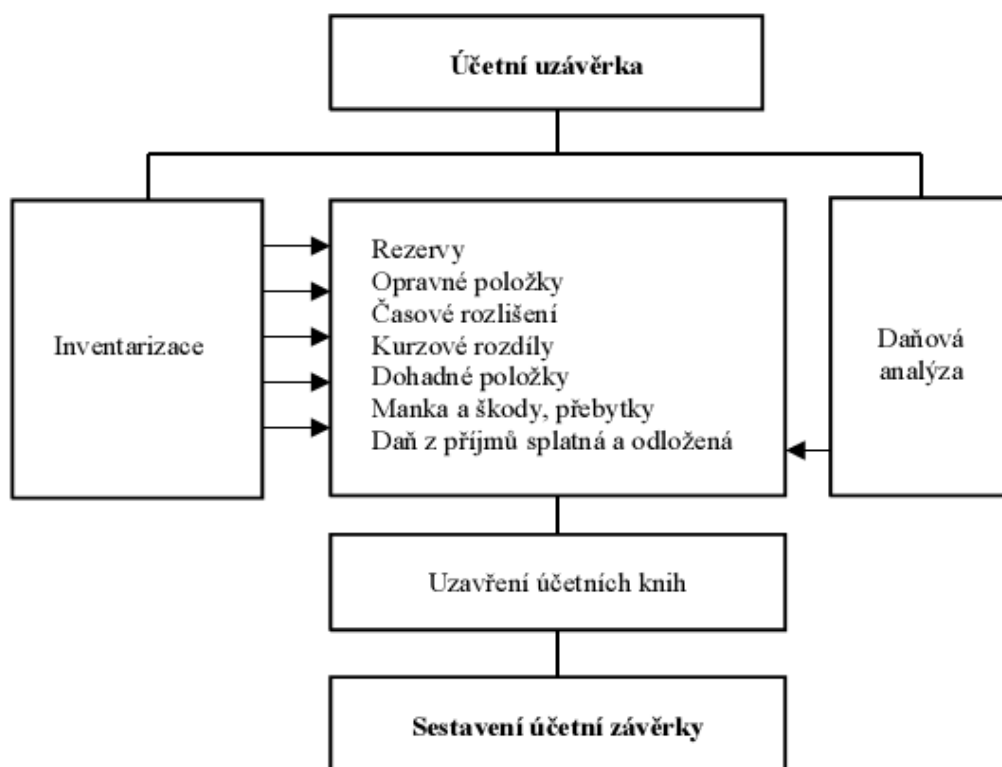 Účetní uzávěrka
Inventarizace
Rezervy
Opravné položky
Časové rozlišení
Kurzové rozdíly
Dohadné položky
Manka a škody, přebytky
Daň z příjmů splatná a odložená
Daňová
analýza
Uzavření účetních knih
Sestavení účetní závěrky